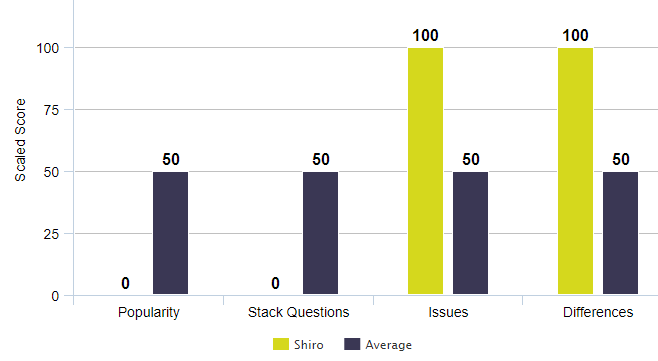 100
100
100
75
Scaled Score
50
50
50
50
50
25
0
0
0
Popularity
Stack Questions
Issues
Differences
Shiro
Average